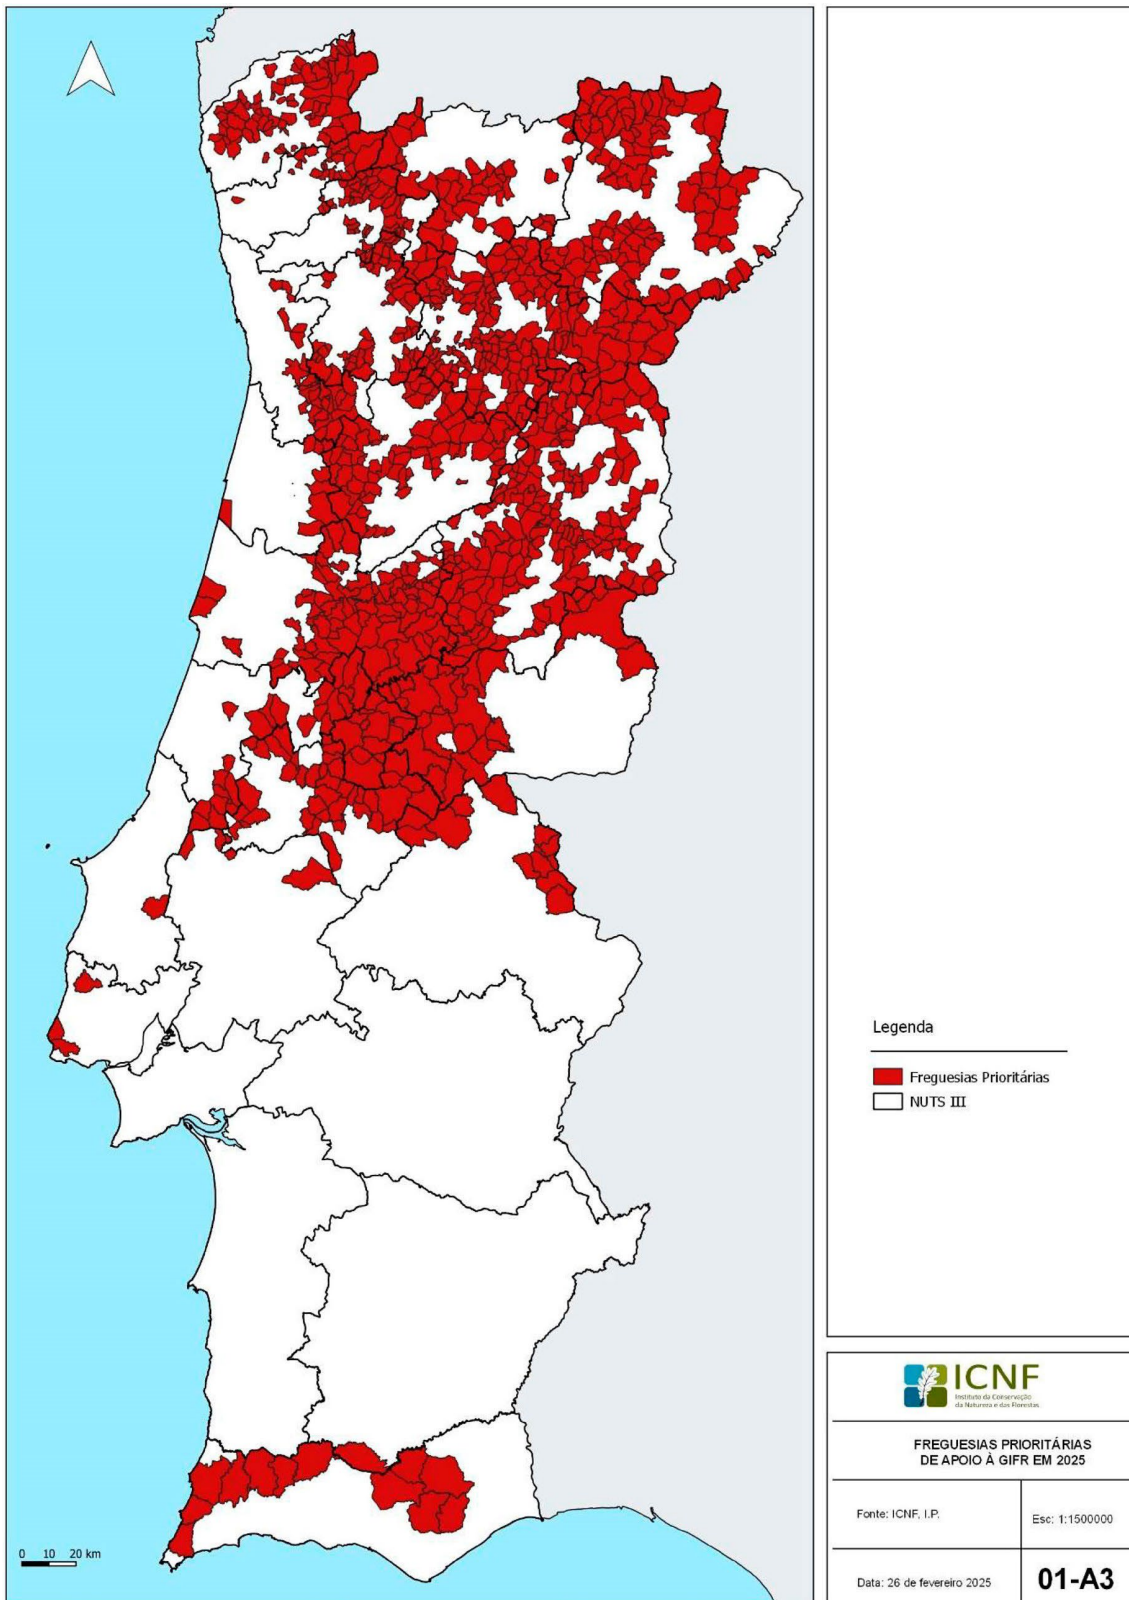 Legenda
Freguesias Prioritárias
NUTS III
0 10 20 km
ICNF
Instituto da Conservação
da Natureza e das Florestas
FREGUESIAS PRIORITÁRIAS
DE APOIO À GIFR EM 2025
Fonte: ICNF, I.P.
Esc: 1:1500000
Data: 26 de fevereiro 2025
01-A3